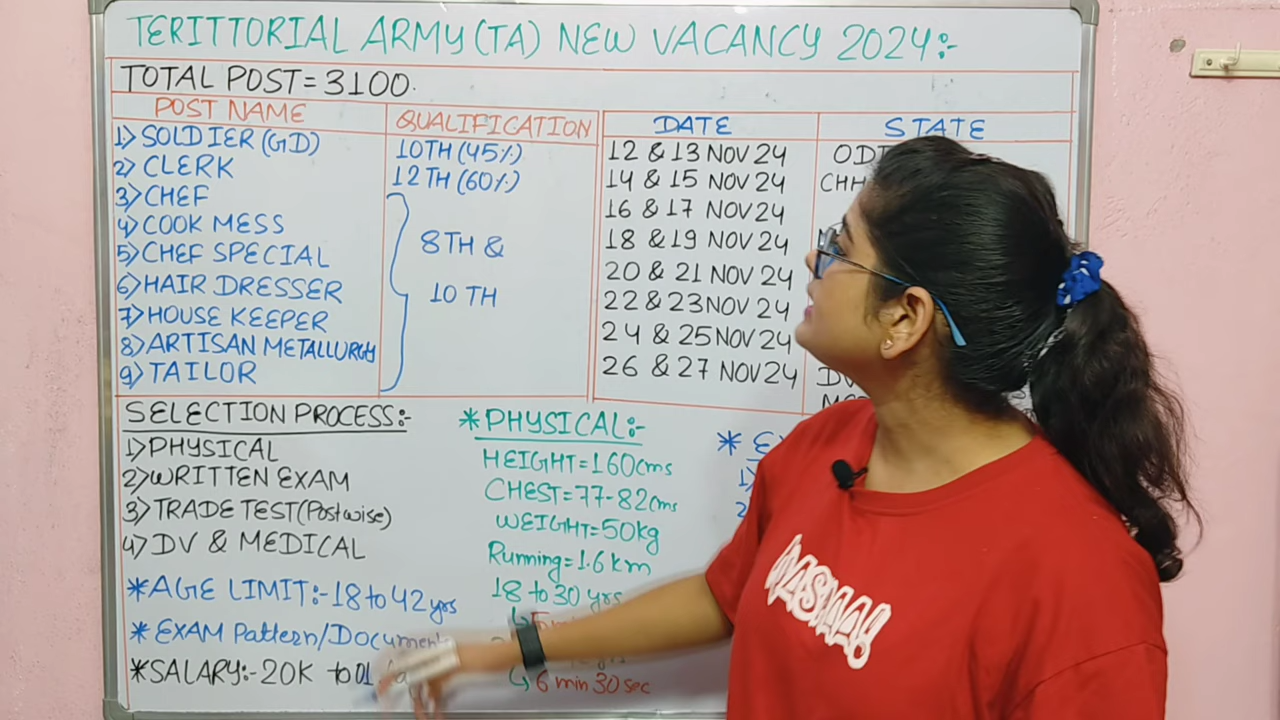 TERITTORIAL ARMY(TA) NEW VACANCY 2024:-
TOTAL POST=3100.
POST NAME
1) SOLDIER (GD)
2) CLERK
3) CHEF
4) COOK MESS
5) CHEF SPECIAL
6) HAIR DRESSER
7) HOUSE KEEPER
8) ARTISAN METALLURGY
9) TAILOR
QUALIFICATION
10TH (45%)
12TH (60%)
8TH &
10 TH
DATE
12 & 13 NOV 24
14 & 15 NOV 24
16 & 17 NOV 24
18 & 19 NOV 24
20 & 21 NOV 24
22 & 23 NOV 24
24 & 25 NOV 24
26 & 27 NOV 24
STATE
SELECTION PROCESS:-
1) PHYSICAL
2) WRITTEN EXAM
3) TRADE TEST (Postwise)
4) DV & MEDICAL
*AGE LIMIT:- 18 to 42 yrs
* EXAM Pattern/Document
*SALARY:- 20K to 01
*PHYSICAL:-
HEIGHT=160cms
CHEST=77-82cms
WEIGHT=50kg
Running=1.6km
18 to 30 yrs
6 min 30 sec
*
1)
2